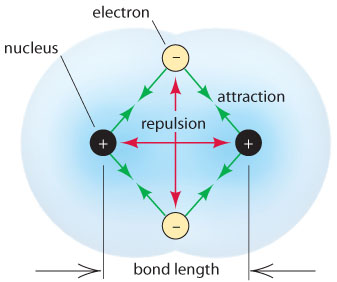 electron
nucleus
−
attraction
repulsion
+
+
−
bond length